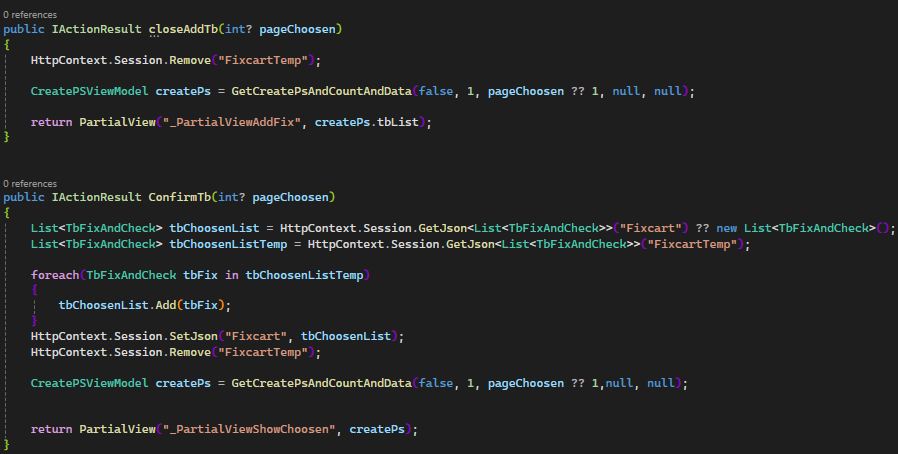 0 references
public IActionResult closeAddTb(int? pageChoosen)
{
HttpContext.Session.Remove("FixcartTemp");
CreatePSViewModel createPs = GetCreatePsAndCountAndData(false, 1, pageChoosen ?? 1, null, null);
return PartialView("_PartialViewAddFix", createPs.tbList);
}
0 references
public IActionResult ConfirmTb(int? pageChoosen)
{
List<TbFixAndCheck> tbChoosenList = HttpContext.Session.GetJson<List<TbFixAndCheck>>("Fixcart") ?? new List<TbFixAndCheck>();
List<TbFixAndCheck> tbChoosenListTemp = HttpContext.Session.GetJson<List<TbFixAndCheck>>("FixcartTemp");
foreach(TbFixAndCheck tbFix in tbChoosenListTemp)
{
tbChoosenList.Add(tbFix);
}
HttpContext.Session.SetJson("Fixcart", tbChoosenList);
HttpContext.Session.Remove("FixcartTemp");
CreatePSViewModel createPs = GetCreatePsAndCountAndData(false, 1, pageChoosen ?? 1,null, null);
return PartialView("_PartialViewShowChoosen", createPs);
}